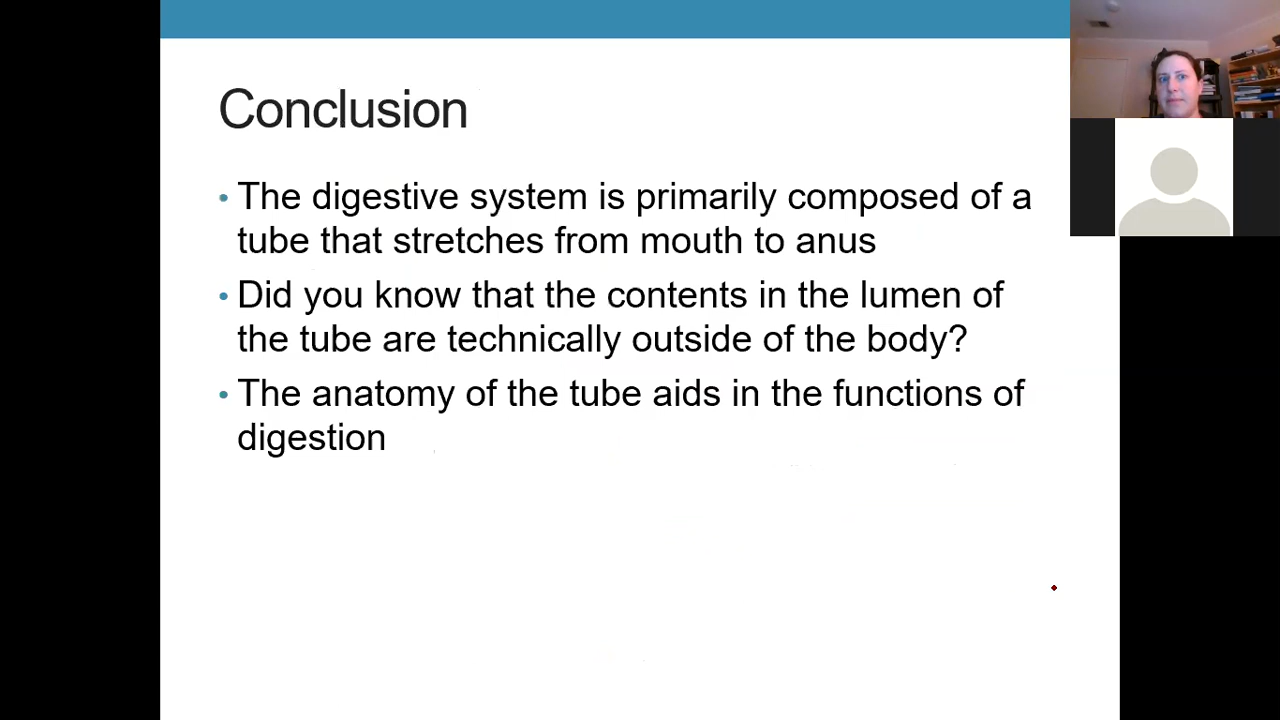 Conclusion
• The digestive system is primarily composed of a
tube that stretches from mouth to anus
• Did you know that the contents in the lumen of
the tube are technically outside of the body?
• The anatomy of the tube aids in the functions of
digestion